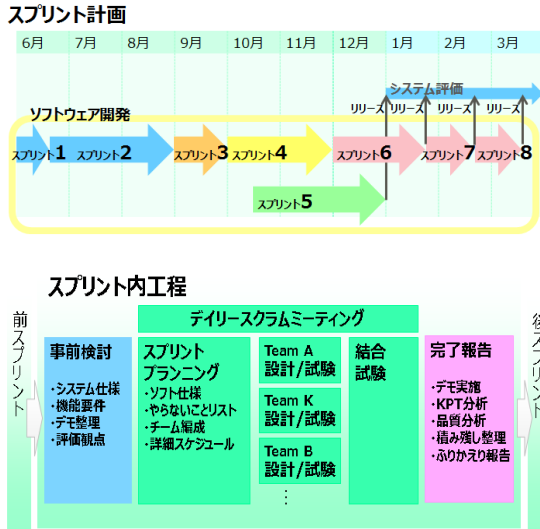 スプリント計画
6月 7月 8月 9月 10月 11月 12月 1月 2月 3月
システム評価
リリース リリース リリース リリース
ソフトウェア開発
スプリント1 スプリント2 スプリント3 スプリント4 スプリント6 スプリント7 スプリント8
スプリント5
スプリント内工程
前スプリント
デイリースクラムミーティング
事前検討
・システム仕様
・機能要件
・デモ整理
・評価観点
スプリント
プランニング
・ソフト仕様
・やらないことリスト
・チーム編成
・詳細スケジュール
Team A
設計/試験
Team K
設計/試験
Team B
設計/試験
⋮
結合
試験
完了報告
・デモ実施
・KPT分析
・品質分析
・積み残し整理
・ふりかえり報告
後スプリント